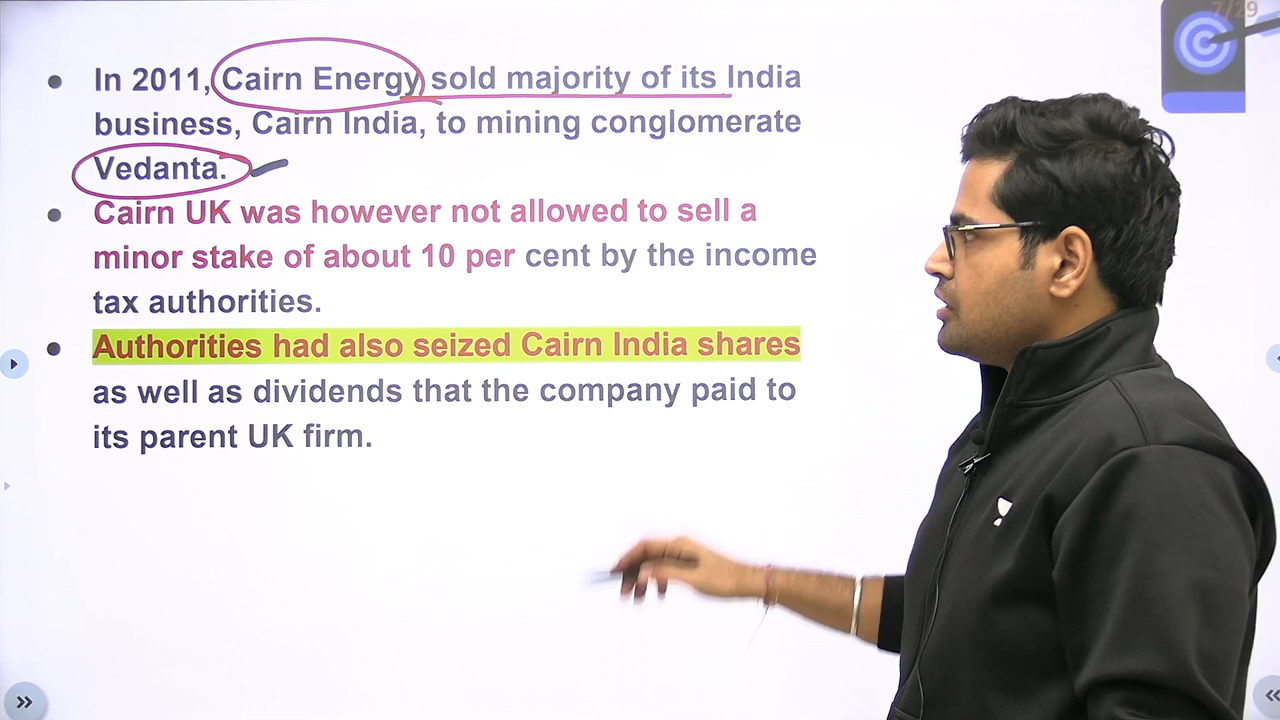 7/29
In 2011, Cairn Energy sold majority of its India
business, Cairn India, to mining conglomerate
Vedanta.
Cairn UK was however not allowed to sell a
minor stake of about 10 per cent by the income
tax authorities.
Authorities had also seized Cairn India shares
as well as dividends that the company paid to
its parent UK firm.